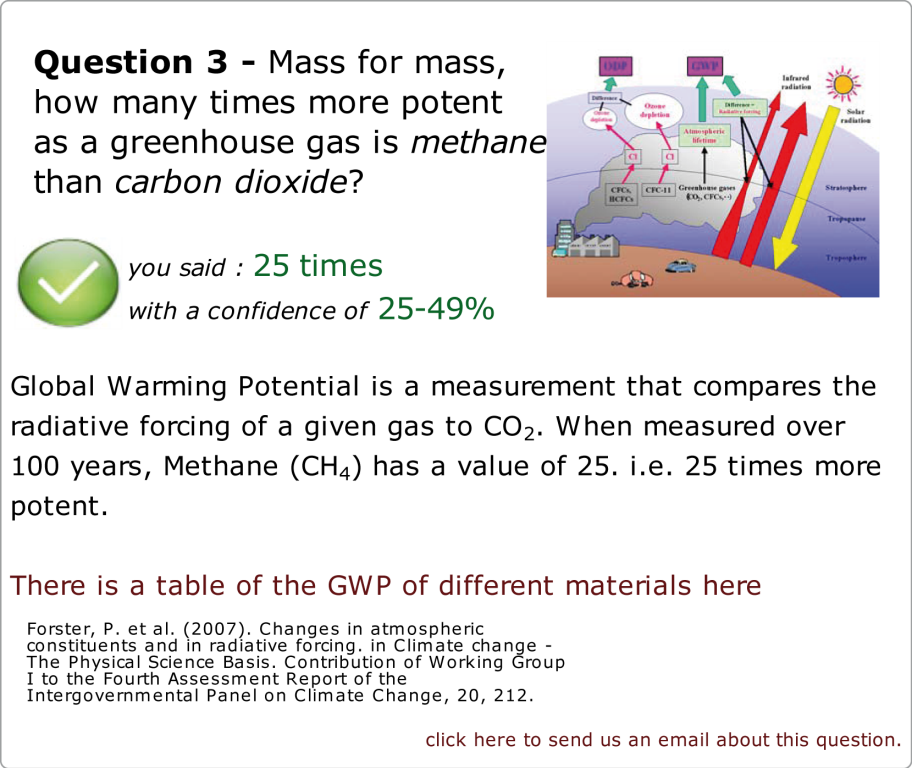 Question 3 - Mass for mass,
how many times more potent
as a greenhouse gas is methane
than carbon dioxide?
ODP
GWP
Infrared
radiation
Solar
radiation
Difference
Difference =
Radiative forcing
Ozone
depletion
Ozone
depletion
Atmospheric
lifetime
Cl
Cl
CFCs,
HCFCs
CFC-11
Greenhouse gases
(CO2, CFCs,··)
Stratosphere
Tropopause
Troposphere
you said : 25 times
with a confidence of 25-49%
Global Warming Potential is a measurement that compares the
radiative forcing of a given gas to CO2. When measured over
100 years, Methane (CH4) has a value of 25. i.e. 25 times more
potent.
There is a table of the GWP of different materials here
Forster, P. et al. (2007). Changes in atmospheric
constituents and in radiative forcing. in Climate change -
The Physical Science Basis. Contribution of Working Group
I to the Fourth Assessment Report of the
Intergovernmental Panel on Climate Change, 20, 212.
click here to send us an email about this question.